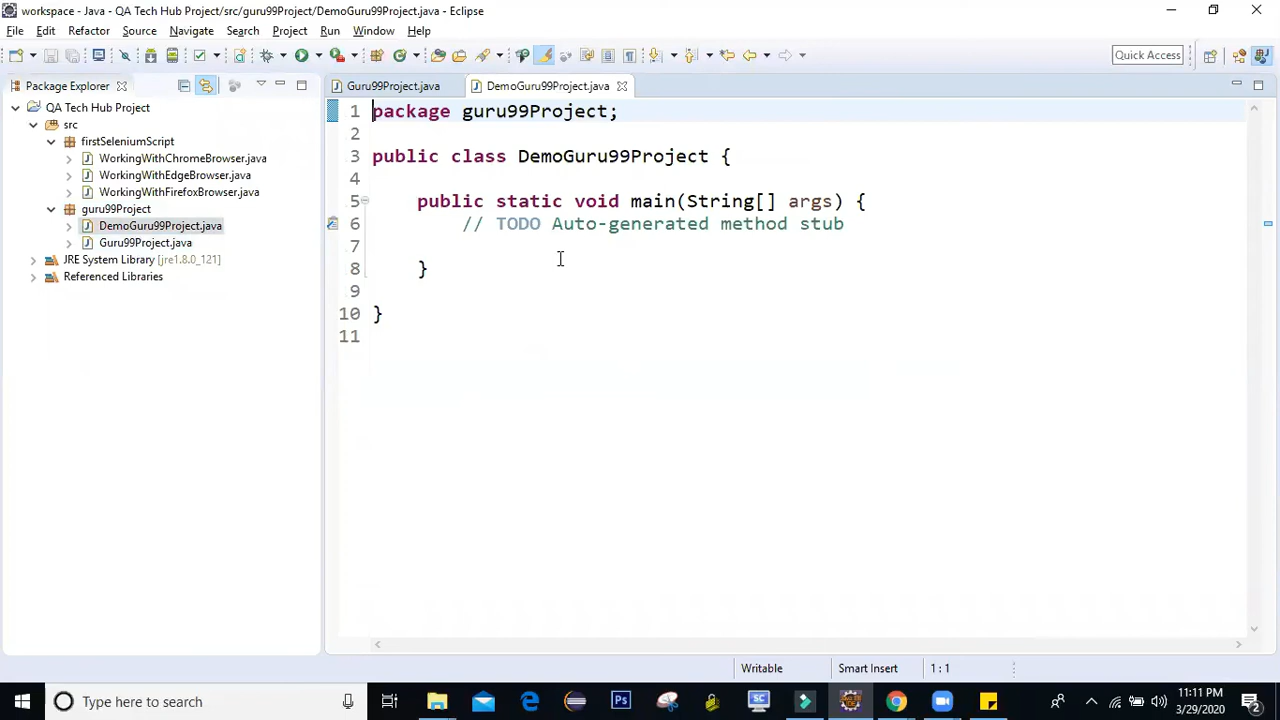 workspace - Java - QA Tech Hub Project/src/guru99Project/DemoGuru99Project.java - Eclipse
File Edit Refactor Source Navigate Search Project Run Window Help
Quick Access
Package Explorer
QA Tech Hub Project
src
firstSeleniumScript
WorkingWithChromeBrowser.java
WorkingWithEdgeBrowser.java
WorkingWithFirefoxBrowser.java
guru99Project
DemoGuru99Project.java
Guru99Project.java
JRE System Library [jre1.8.0_121]
Referenced Libraries
Guru99Project.java DemoGuru99Project.java
1 package guru99Project;
2
3 public class DemoGuru99Project {
4
5 public static void main(String[] args) {
6 // TODO Auto-generated method stub
7
8 }
9
10 }
11
Writable Smart Insert 1 : 1
Type here to search
Ps
SC
11:11 PM
3/29/2020
2